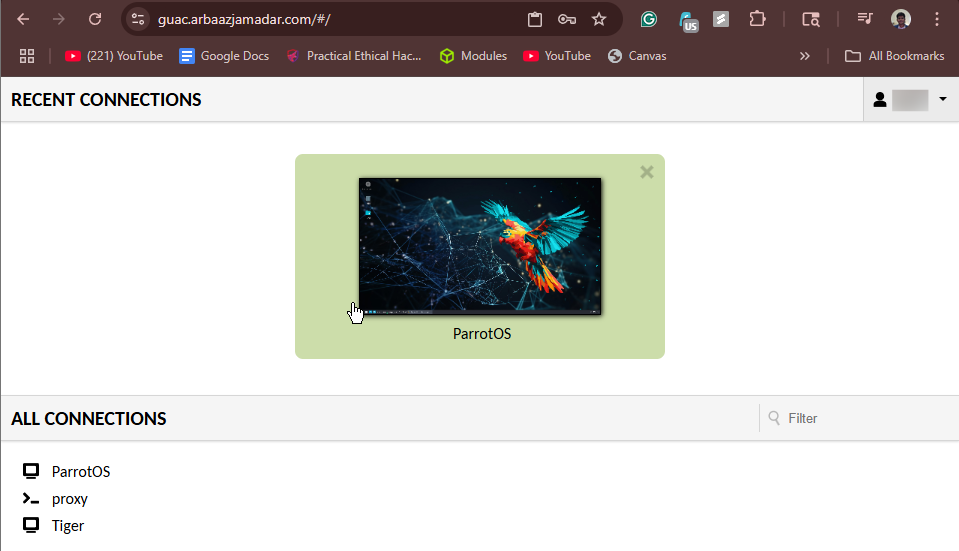 guac.arbaazjamadar.com/#/
US
(221) YouTube
Google Docs
Practical Ethical Hac...
Modules
YouTube
Canvas
All Bookmarks
RECENT CONNECTIONS
ParrotOS
ALL CONNECTIONS
Filter
ParrotOS
proxy
Tiger